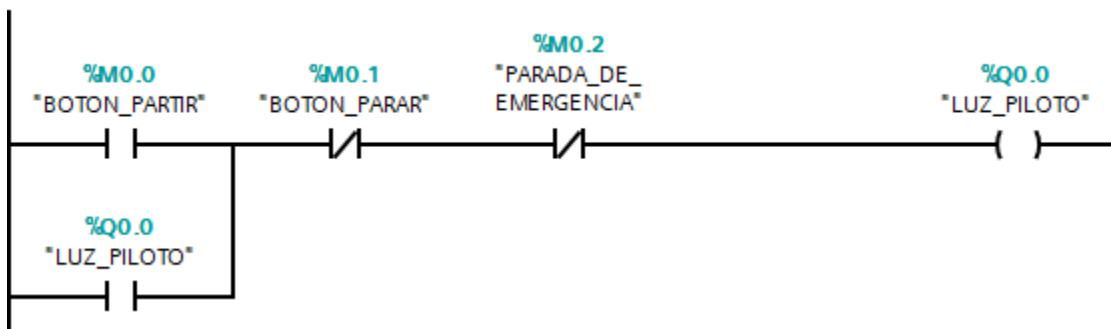 %M0.0
"BOTON_PARTIR"
%M0.1
"BOTON_PARAR"
%M0.2
"PARADA_DE_
EMERGENCIA"
%Q0.0
"LUZ_PILOTO"
%Q0.0
"LUZ_PILOTO"